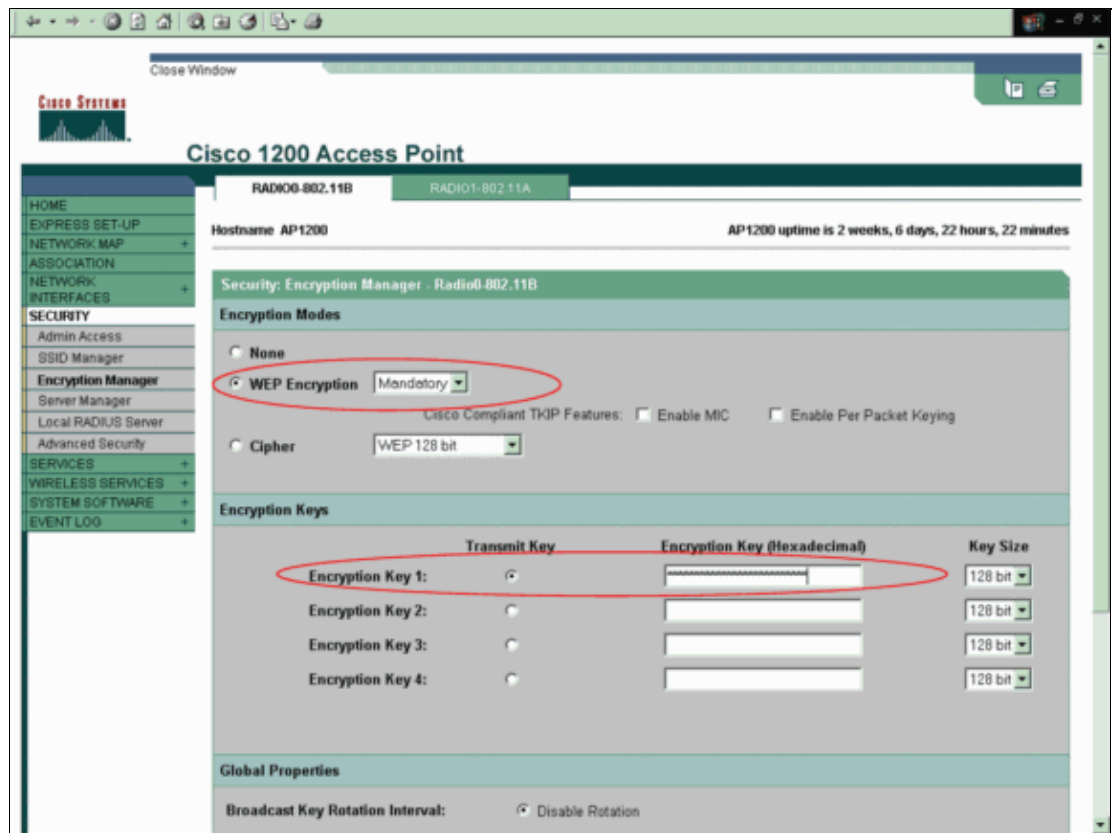 Close Window
CISCO SYSTEMS
Cisco 1200 Access Point
RADIO0-802.11B RADIO1-802.11A
HOME
EXPRESS SET-UP
NETWORK MAP +
ASSOCIATION
NETWORK INTERFACES +
SECURITY
Admin Access
SSID Manager
Encryption Manager
Server Manager
Local RADIUS Server
Advanced Security
SERVICES +
WIRELESS SERVICES +
SYSTEM SOFTWARE +
EVENT LOG +
Hostname AP1200 AP1200 uptime is 2 weeks, 6 days, 22 hours, 22 minutes
Security: Encryption Manager - Radio0-802.11B
Encryption Modes
None
WEP Encryption Mandatory
Cisco Compliant TKIP Features: Enable MIC Enable Per Packet Keying
Cipher WEP 128 bit
Encryption Keys
Transmit Key Encryption Key (Hexadecimal) Key Size
Encryption Key 1: 128 bit
Encryption Key 2: 128 bit
Encryption Key 3: 128 bit
Encryption Key 4: 128 bit
Global Properties
Broadcast Key Rotation Interval: Disable Rotation